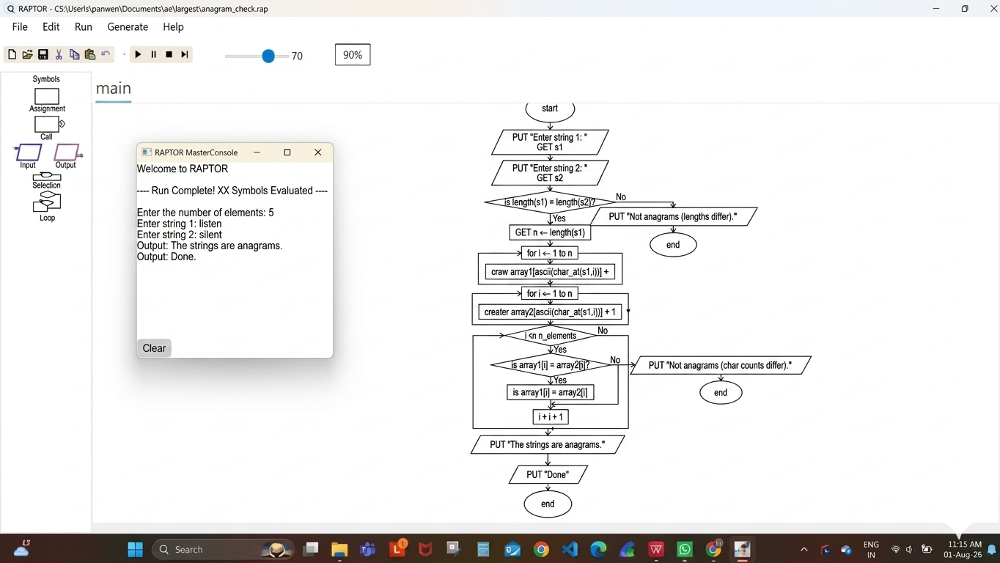 RAPTOR - C5:\Userls\panwen\Documents\ae\largest\anagram_check.rap
File Edit Run Generate Help
70
90%
Symbols
Assignment
Call
Input Output
Selection
Loop
main
RAPTOR MasterConsole
Welcome to RAPTOR
---- Run Complete! XX Symbols Evaluated ----
Enter the number of elements: 5
Enter string 1: listen
Enter string 2: silent
Output: The strings are anagrams.
Output: Done.
Clear
start
PUT "Enter string 1: "
GET s1
PUT "Enter string 2: "
GET s2
is length(s1) = length(s2)?
No
Yes
PUT "Not anagrams (lengths differ)."
end
GET n ← length(s1)
for i ← 1 to n
craw array1[ascii(char_at(s1,i))] +
for i ← 1 to n
creater array2[ascii(char_at(s1,i))] + 1
i <n n_elements
No
Yes
is array1[i] = array2[i]?
No
PUT "Not anagrams (char counts differ)."
end
Yes
is array1[i] = array2[i]
i + i + 1
PUT "The strings are anagrams."
PUT "Done"
end
Search
ENG
IN
11:15 AM
01-Aug-26